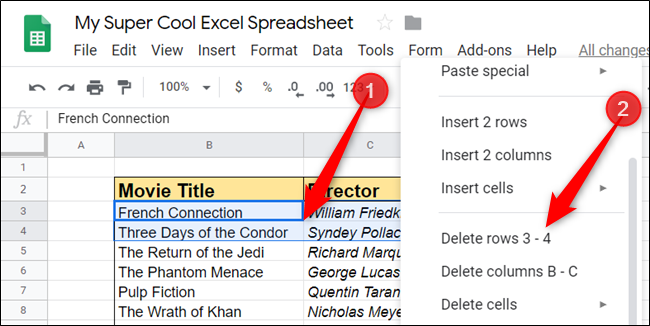 My Super Cool Excel Spreadsheet
File Edit View Insert Format Data Tools Form Add-ons Help All changes
100% $ % .0 .00 123
fx French Connection
A B C
1
2 Movie Title Director
3 French Connection William Friedk
4 Three Days of the Condor Syndey Pollac
5 The Return of the Jedi Richard Marqu
6 The Phantom Menace George Lucas
7 Pulp Fiction Quentin Taran
8 The Wrath of Khan Nicholas Meye
Paste special
Insert 2 rows
Insert 2 columns
Insert cells
Delete rows 3 - 4
Delete columns B - C
Delete cells
1
2